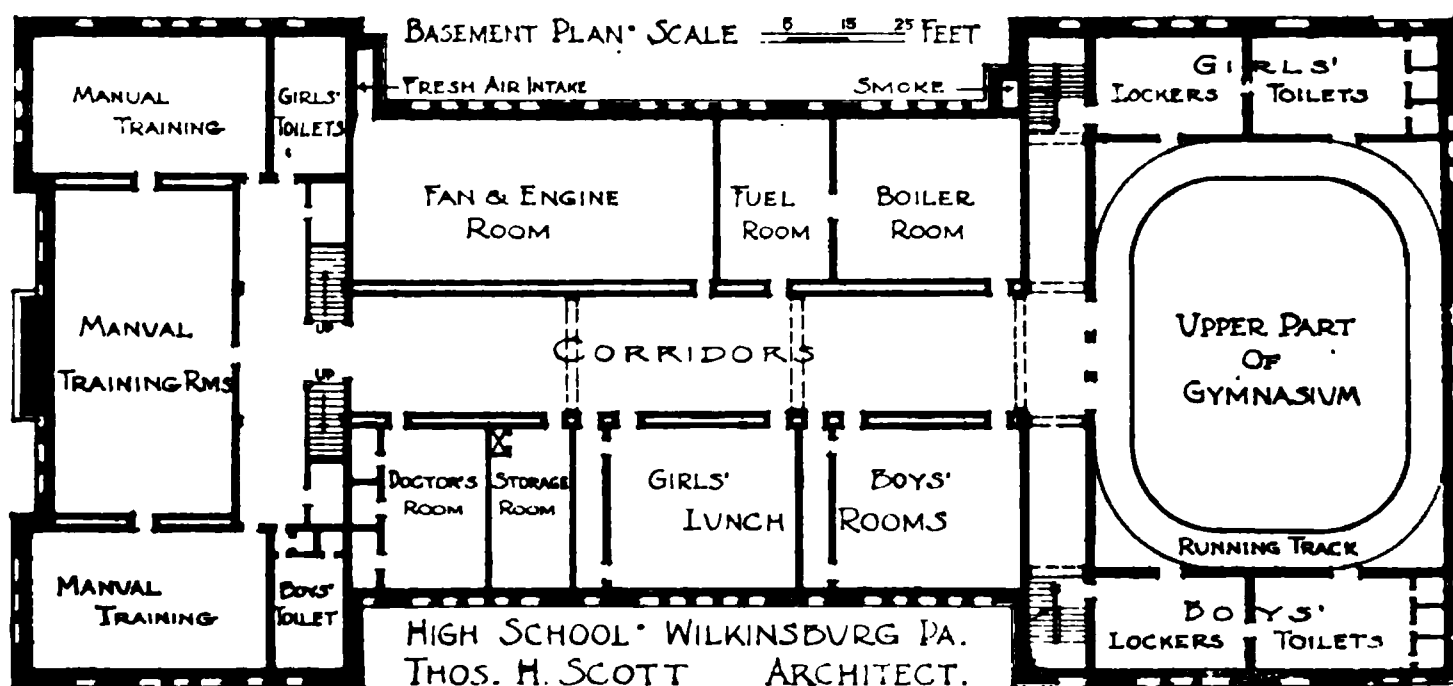 BASEMENT PLAN· SCALE 5 15 25 FEET
MANUAL
TRAINING
GIRLS'
TOILETS
FRESH AIR INTAKE
SMOKE
GIRLS'
LOCKERS TOILETS
FAN & ENGINE
ROOM
FUEL
ROOM
BOILER
ROOM
MANUAL
TRAINING RMS
UP
UP
CORRIDORS
UPPER PART
OF
GYMNASIUM
DOCTOR'S
ROOM
STORAGE
ROOM
GIRLS'
LUNCH
BOYS'
ROOMS
RUNNING TRACK
MANUAL
TRAINING
BOYS'
TOILET
BOYS'
LOCKERS TOILETS
HIGH SCHOOL· WILKINSBURG PA.
THOS. H. SCOTT ARCHITECT.